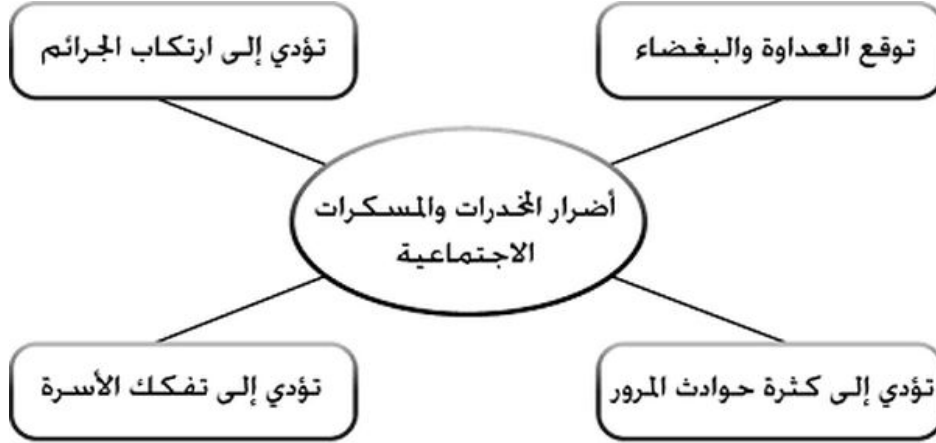 توقع العداوة والبغضاء
تؤدي إلى ارتكاب الجرائم
أضرار المخدرات والمسكرات
الاجتماعية
تؤدي إلى كثرة حوادث المرور
تؤدي إلى تفكك الأسرة